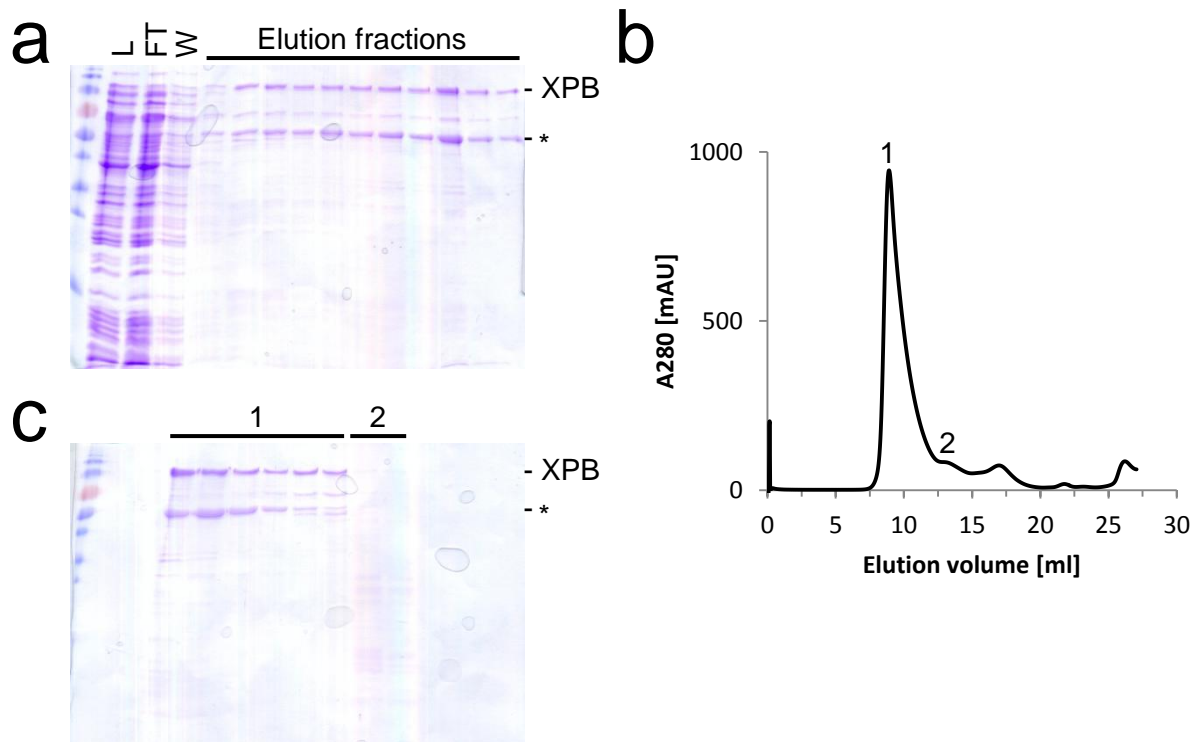 a
L
FT
W
Elution fractions
- XPB
- *
b
1000
500
0
A280 [mAU]
1
2
0 5 10 15 20 25 30
Elution volume [ml]
c
1
2
- XPB
- *